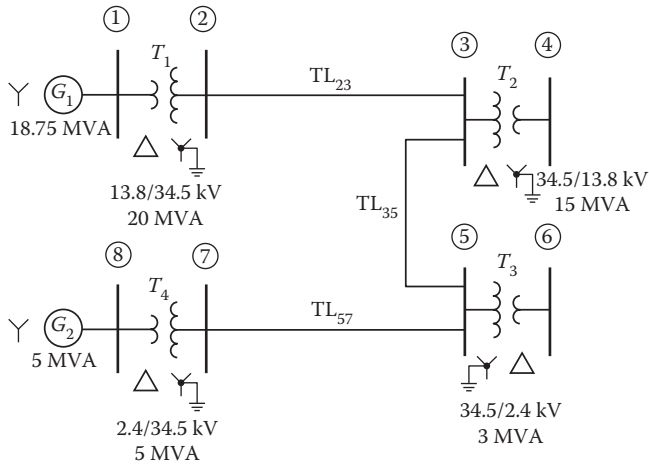 ① ②
T₁
TL₂₃
③ ④
T₂
G₁
18.75 MVA
13.8/34.5 kV
20 MVA
34.5/13.8 kV
15 MVA
TL₃₅
⑧ ⑦
T₄
TL₅₇
⑤ ⑥
T₃
G₂
5 MVA
2.4/34.5 kV
5 MVA
34.5/2.4 kV
3 MVA